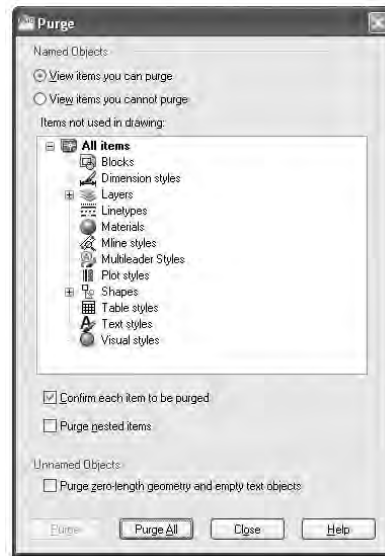 Purge
Named Objects
View items you can purge
View items you cannot purge
Items not used in drawing:
All items
Blocks
Dimension styles
Layers
Linetypes
Materials
Mline styles
Multileader Styles
Plot styles
Shapes
Table styles
Text styles
Visual styles
Confirm each item to be purged
Purge nested items
Unnamed Objects
Purge zero-length geometry and empty text objects
Purge Purge All Close Help